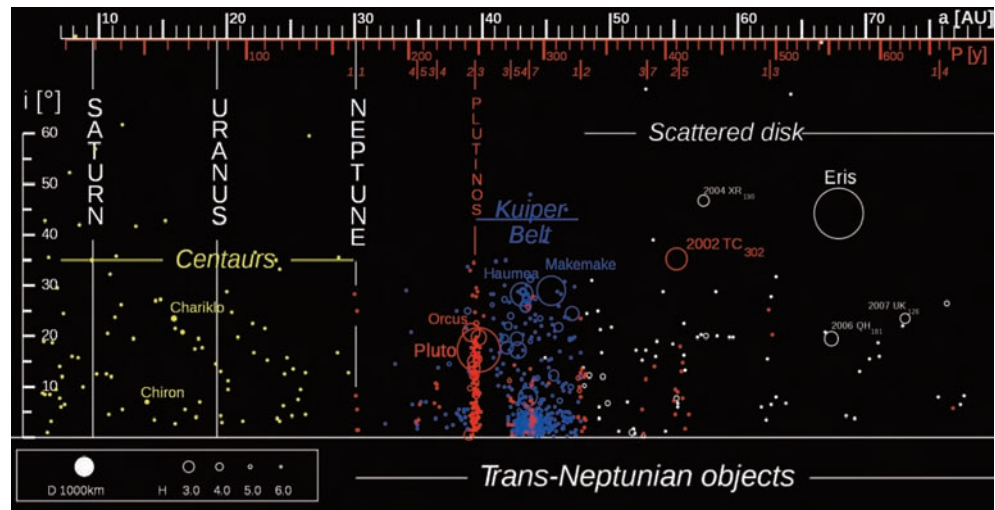 10 20 30 40 50 60 70 a [AU]
100 200 300 400 500 600 P [y]
1|1 4|5 3|4 2|3 3|5 4|7 1|2 3|7 2|5 1|3 1|4
i [°]
60
50
40
30
20
10
SATURN
URANUS
NEPTUNE
PLUTINOS
Scattered disk
Eris
2004 XR190
Kuiper
Belt
2002 TC302
Centaurs
Haumea
Makemake
Chariklo
Orcus
Pluto
2007 UK126
2006 QH181
Chiron
D 1000km
H 3.0 4.0 5.0 6.0
Trans-Neptunian objects